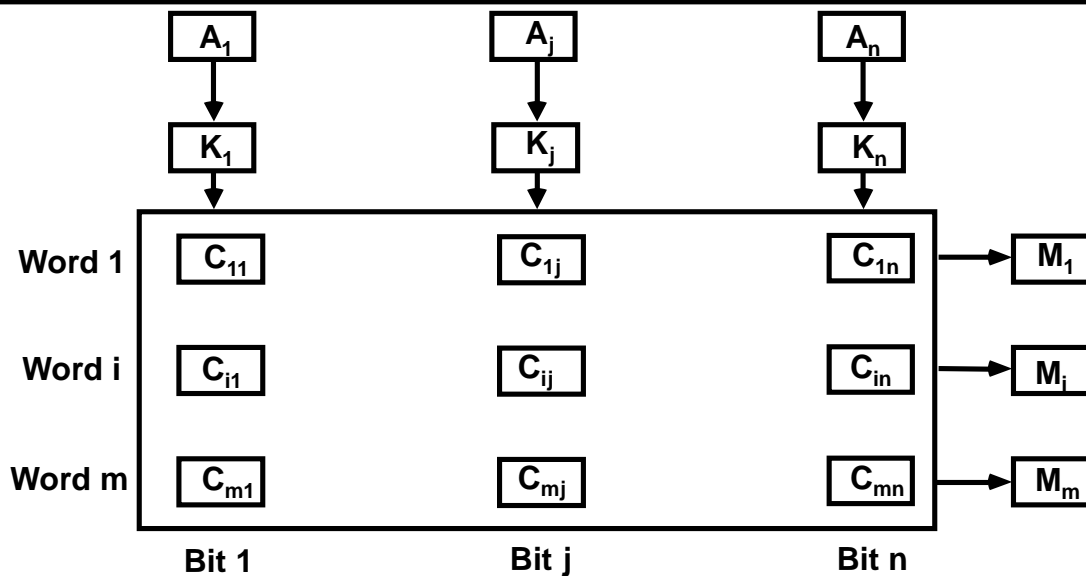 A₁ Aⱼ Aₙ
K₁ Kⱼ Kₙ
Word 1 C₁₁ C₁ⱼ C₁ₙ M₁
Word i Cᵢ₁ Cᵢⱼ Cᵢₙ Mᵢ
Word m Cₘ₁ Cₘⱼ Cₘₙ Mₘ
Bit 1 Bit j Bit n